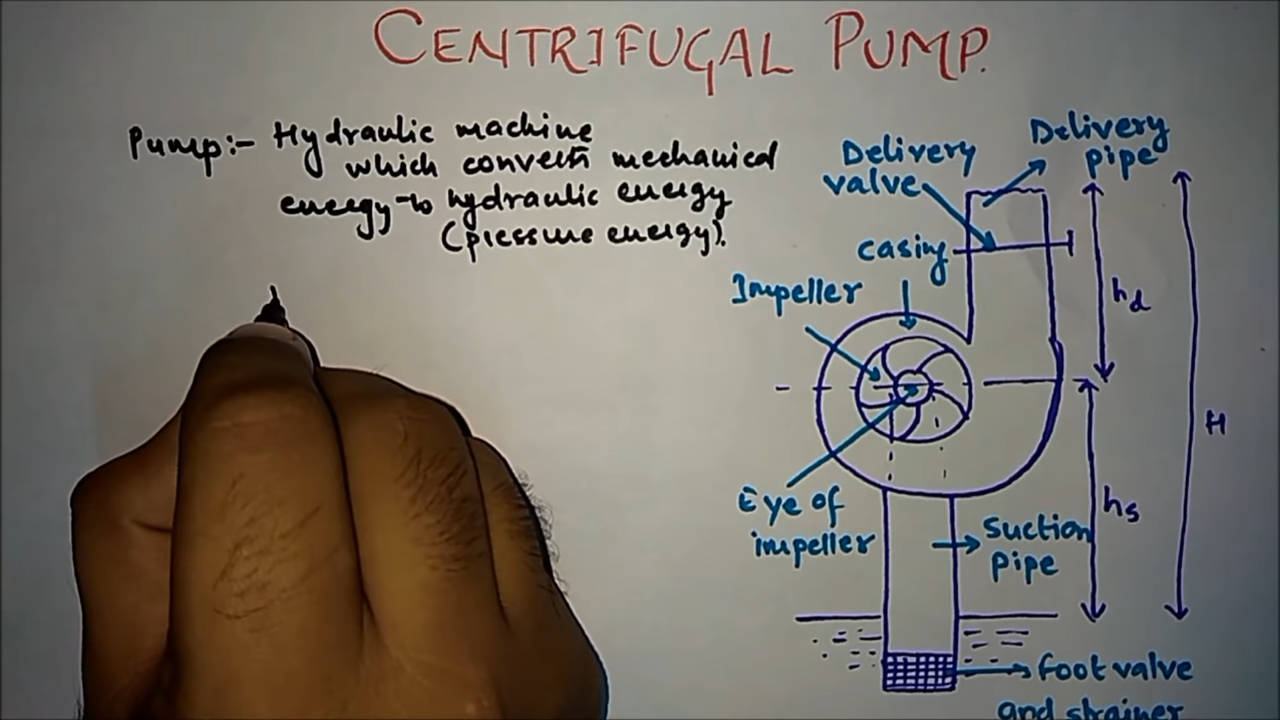 CENTRIFUGAL PUMP.
Pump:- Hydraulic machine
which converts mechanical
energy to hydraulic energy
(pressure energy).
Delivery
valve
Delivery
pipe
casing
Impeller
hd
H
Eye of
impeller
hs
Suction
pipe
foot valve
and strainer